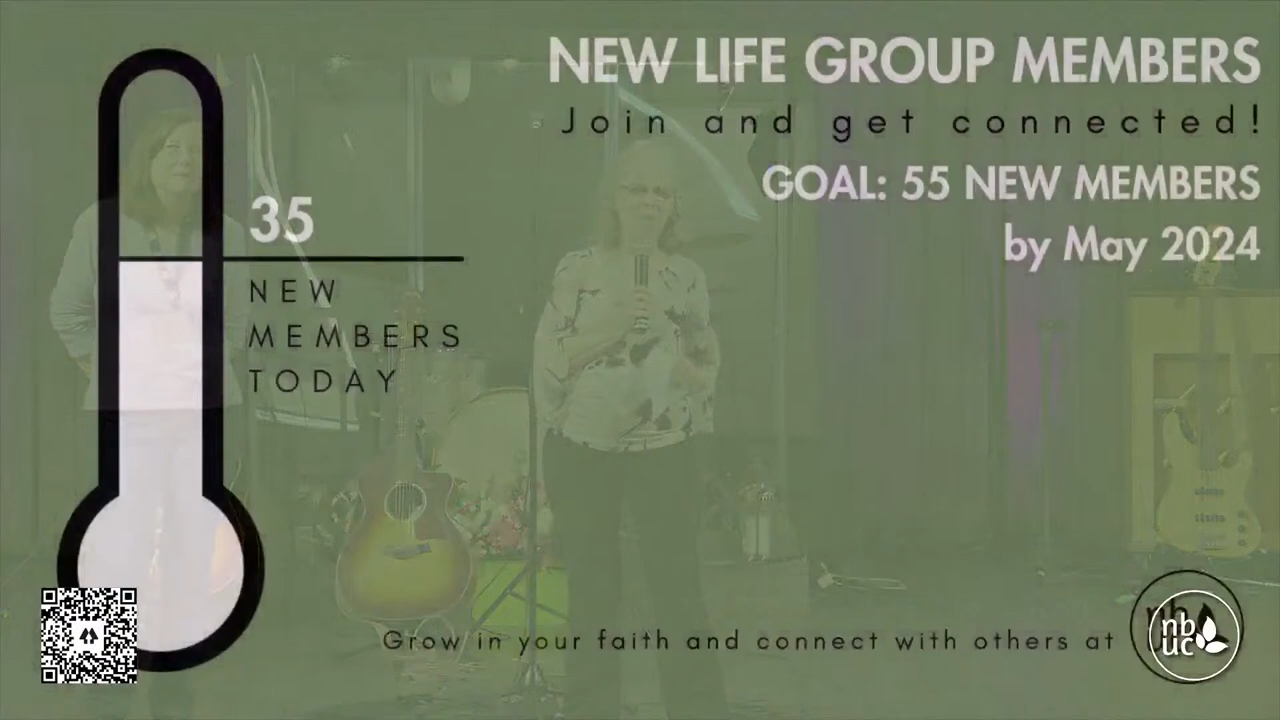 NEW LIFE GROUP MEMBERS
Join and get connected!
GOAL: 55 NEW MEMBERS
by May 2024
35
NEW
MEMBERS
TODAY
Grow in your faith and connect with others at
nb
uc